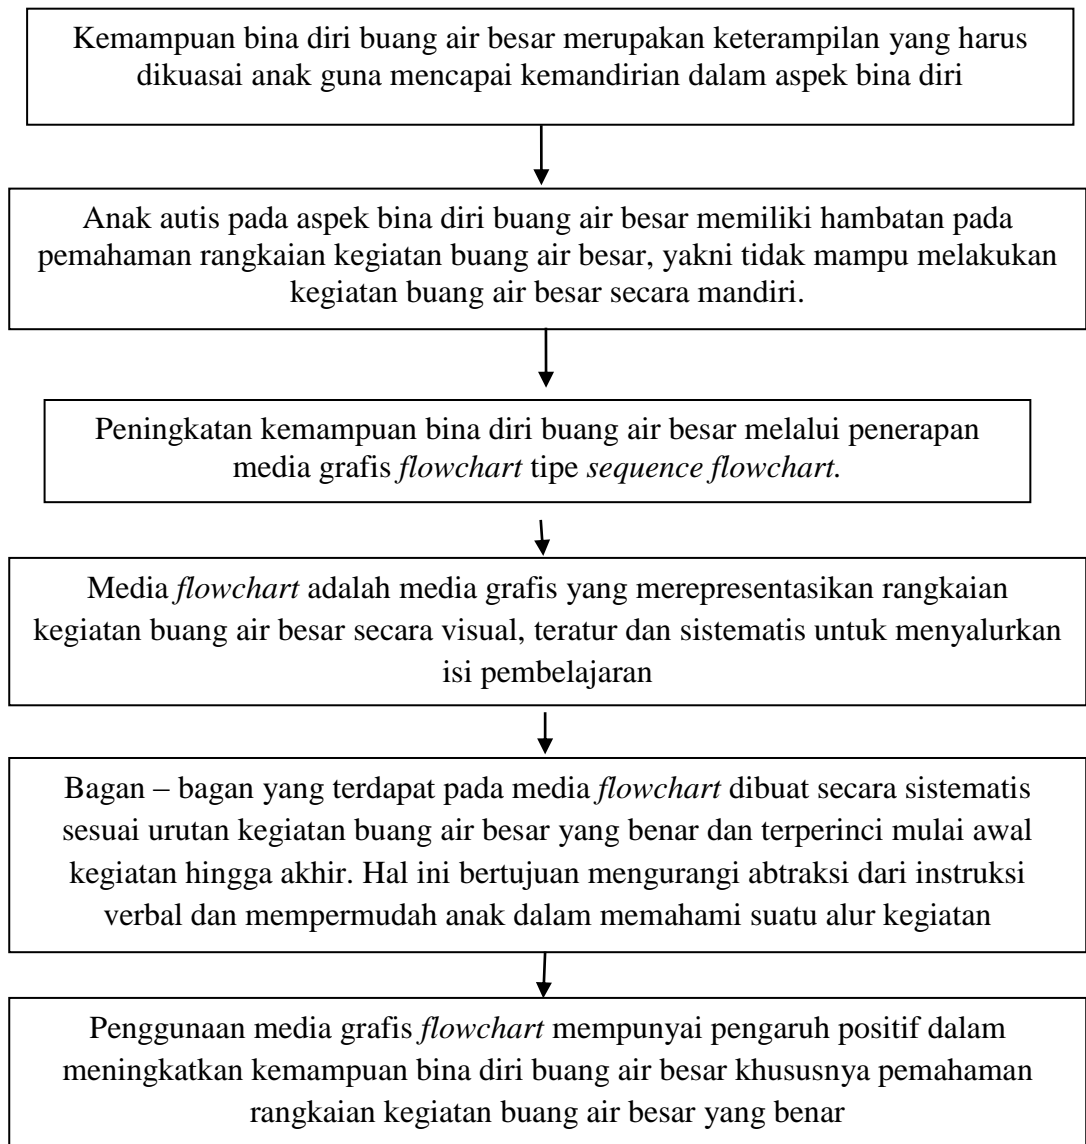 Kemampuan bina diri buang air besar merupakan keterampilan yang harus
dikuasai anak guna mencapai kemandirian dalam aspek bina diri
Anak autis pada aspek bina diri buang air besar memiliki hambatan pada
pemahaman rangkaian kegiatan buang air besar, yakni tidak mampu melakukan
kegiatan buang air besar secara mandiri.
Peningkatan kemampuan bina diri buang air besar melalui penerapan
media grafis flowchart tipe sequence flowchart.
Media flowchart adalah media grafis yang merepresentasikan rangkaian
kegiatan buang air besar secara visual, teratur dan sistematis untuk menyalurkan
isi pembelajaran
Bagan – bagan yang terdapat pada media flowchart dibuat secara sistematis
sesuai urutan kegiatan buang air besar yang benar dan terperinci mulai awal
kegiatan hingga akhir. Hal ini bertujuan mengurangi abtraksi dari instruksi
verbal dan mempermudah anak dalam memahami suatu alur kegiatan
Penggunaan media grafis flowchart mempunyai pengaruh positif dalam
meningkatkan kemampuan bina diri buang air besar khususnya pemahaman
rangkaian kegiatan buang air besar yang benar